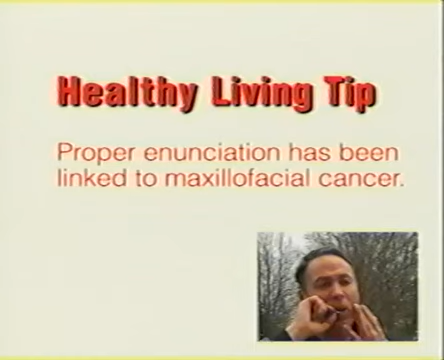 Healthy Living Tip
Proper enunciation has been
linked to maxillofacial cancer.